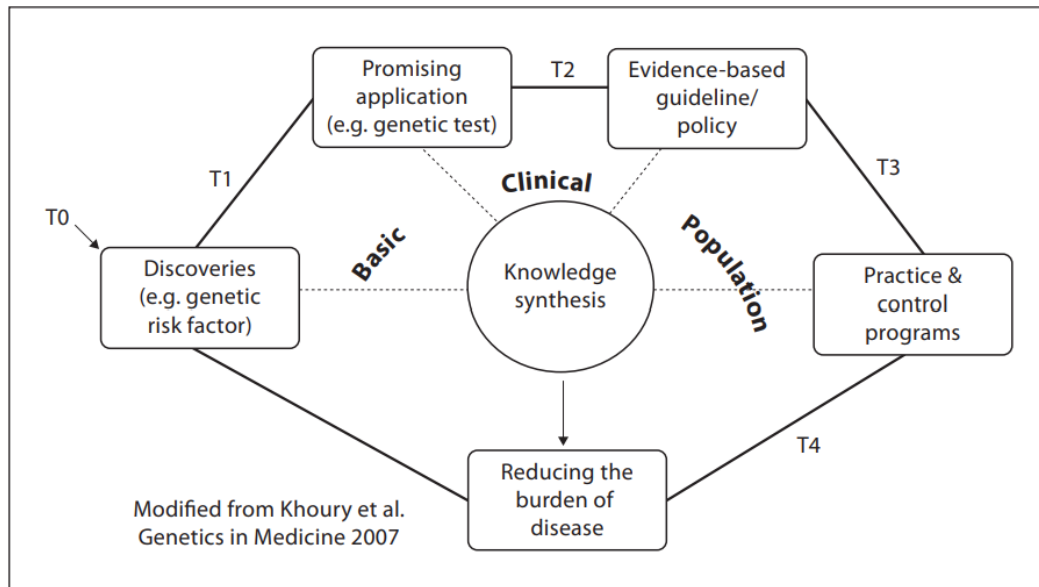 Promising
application
(e.g. genetic test)
T2
Evidence-based
guideline/
policy
T1
Clinical
T3
T0
Basic
Population
Discoveries
(e.g. genetic
risk factor)
Knowledge
synthesis
Practice &
control
programs
T4
Reducing the
burden of
disease
Modified from Khoury et al.
Genetics in Medicine 2007